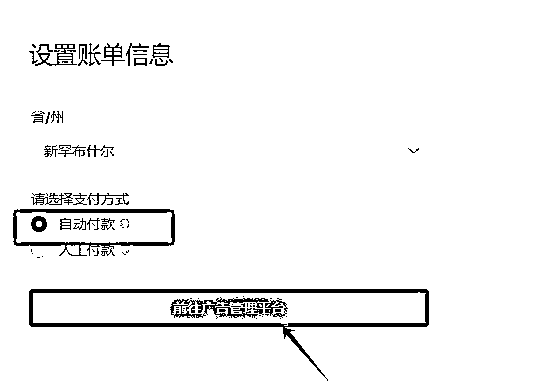 设置账单信息
省/州
新罕布什尔
请选择支付方式
自动付款
人工付款
前往广告管理平台